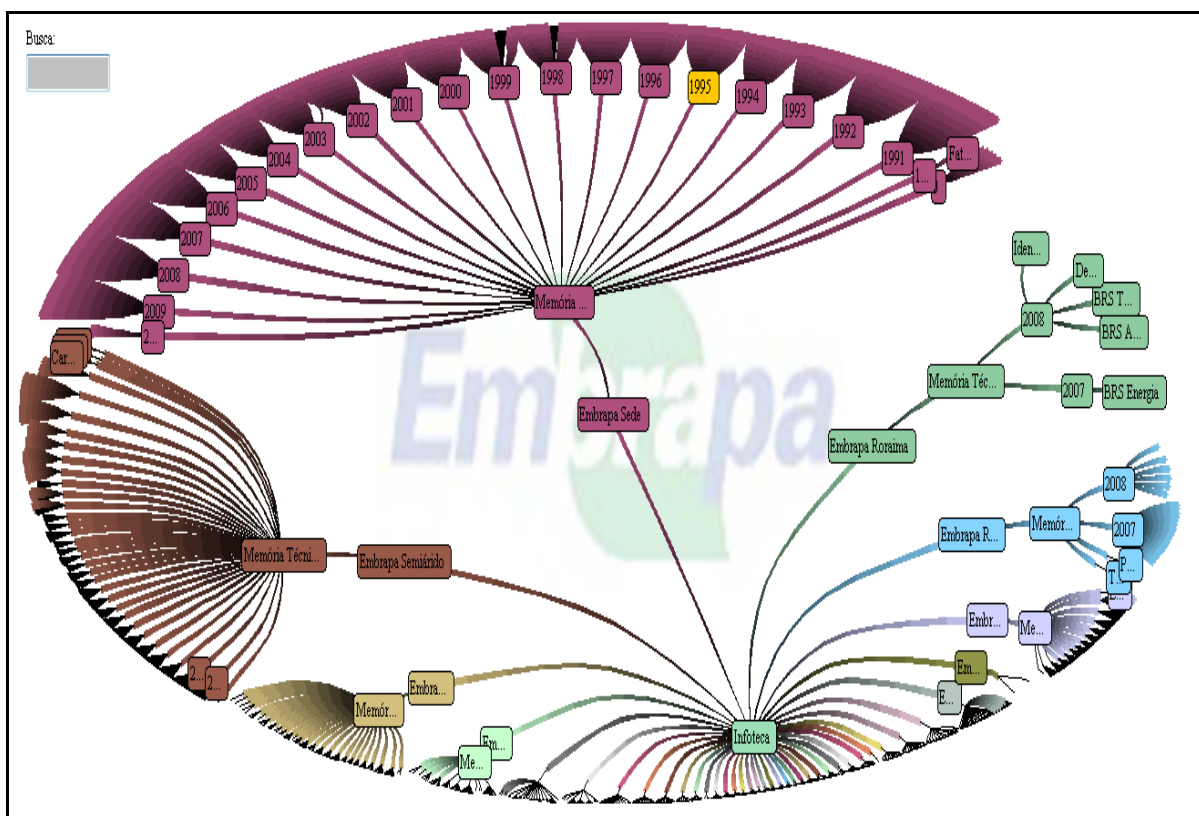 Busca:
1999
1998
1997
1996
1995
1994
1993
1992
1991
Fat...
1...
2000
2001
2002
2003
2004
2005
2006
2007
2008
2009
2...
Memória ...
Embrapa
Embrapa Sede
Iden...
De...
BRS T...
BRS A...
2008
Memória Téc...
2007
BRS Energia
Embrapa Roraima
Car...
Memória Técni...
Embrapa Semiárido
2...
2...
2008
Memór...
2007
Embrapa R...
P...
T...
Embr...
Me...
Em...
E...
Embra...
Memór...
Em...
Me...
Infoteca